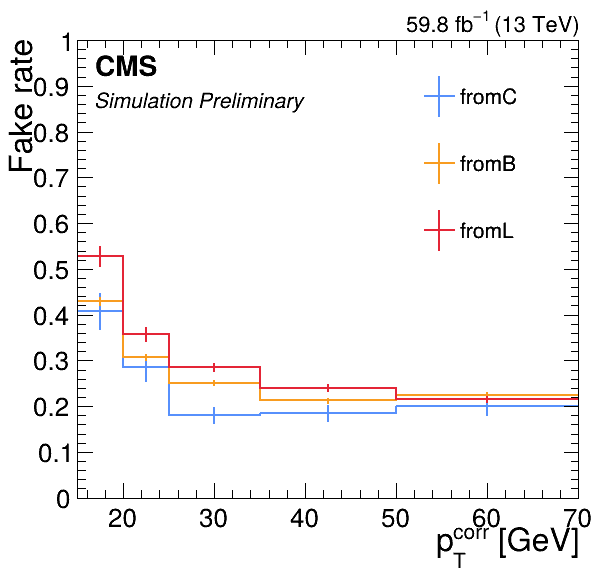 59.8 fb⁻¹ (13 TeV)
CMS
Simulation Preliminary
Fake rate
1
0.9
0.8
0.7
0.6
0.5
0.4
0.3
0.2
0.1
0
fromC
fromB
fromL
20 30 40 50 60 70
p_T^corr [GeV]